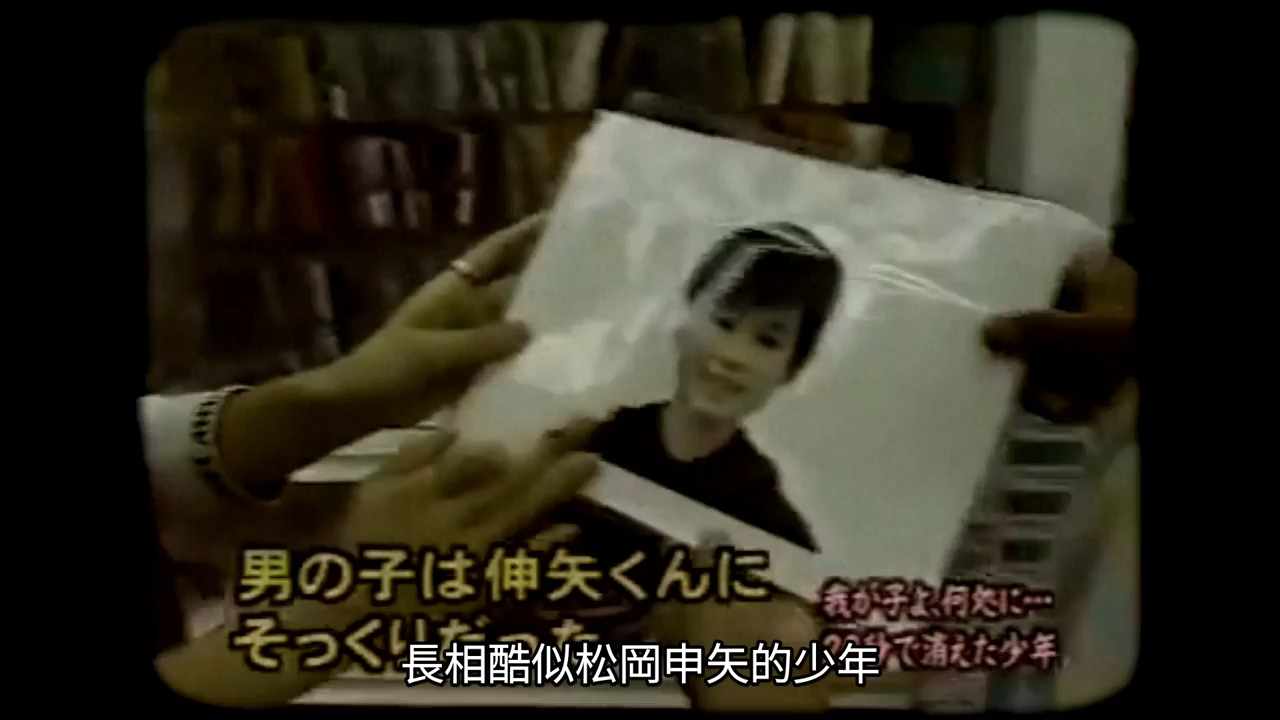 男の子は伸矢くんに
そっくりだった
我が子よ、何処に…
20秒で消えた少年
長相酷似松岡申矢的少年